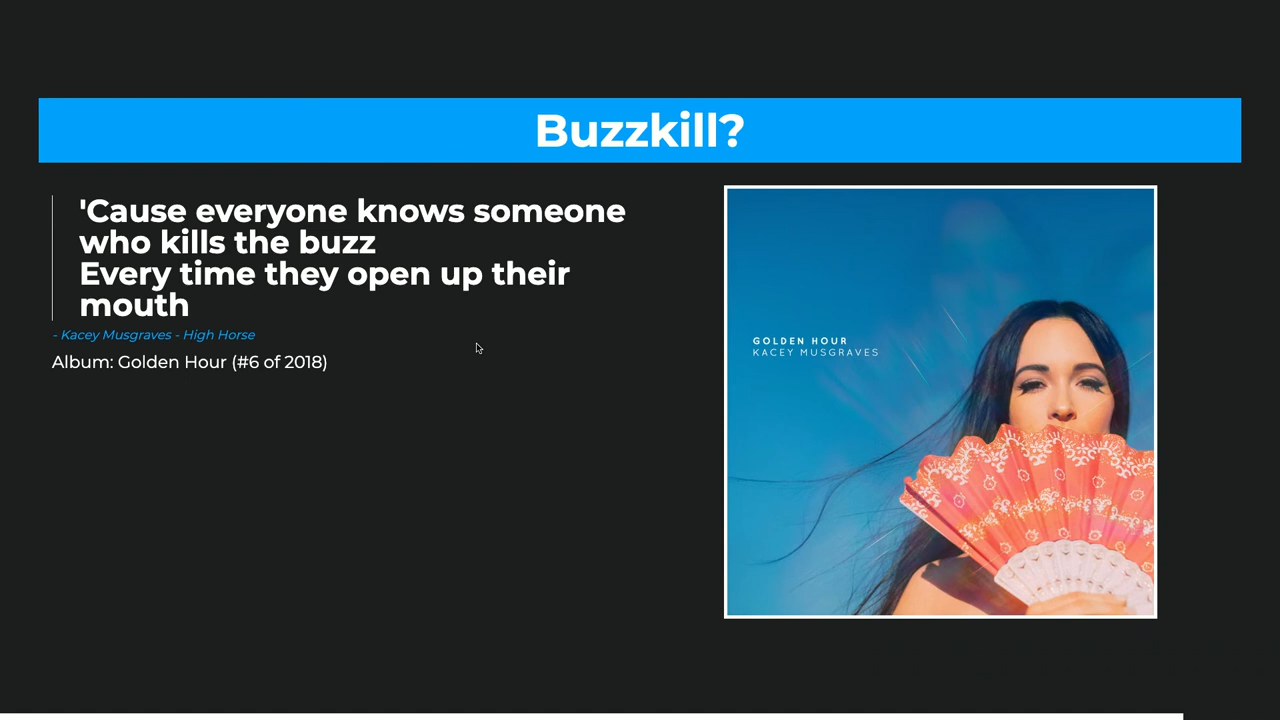 Buzzkill?
'Cause everyone knows someone
who kills the buzz
Every time they open up their
mouth
- Kacey Musgraves - High Horse
Album: Golden Hour (#6 of 2018)
GOLDEN HOUR
KACEY MUSGRAVES